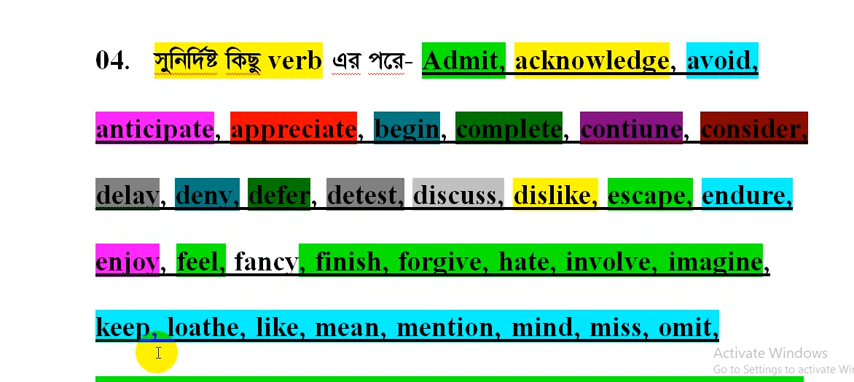 04. সুনির্দিষ্ট কিছু verb এর পরে- Admit, acknowledge, avoid,
anticipate, appreciate, begin, complete, contiune, consider,
delay, deny, defer, detest, discuss, dislike, escape, endure,
enjoy, feel, fancy, finish, forgive, hate, involve, imagine,
keep, loathe, like, mean, mention, mind, miss, omit,
Activate Windows
Go to Settings to activate Win